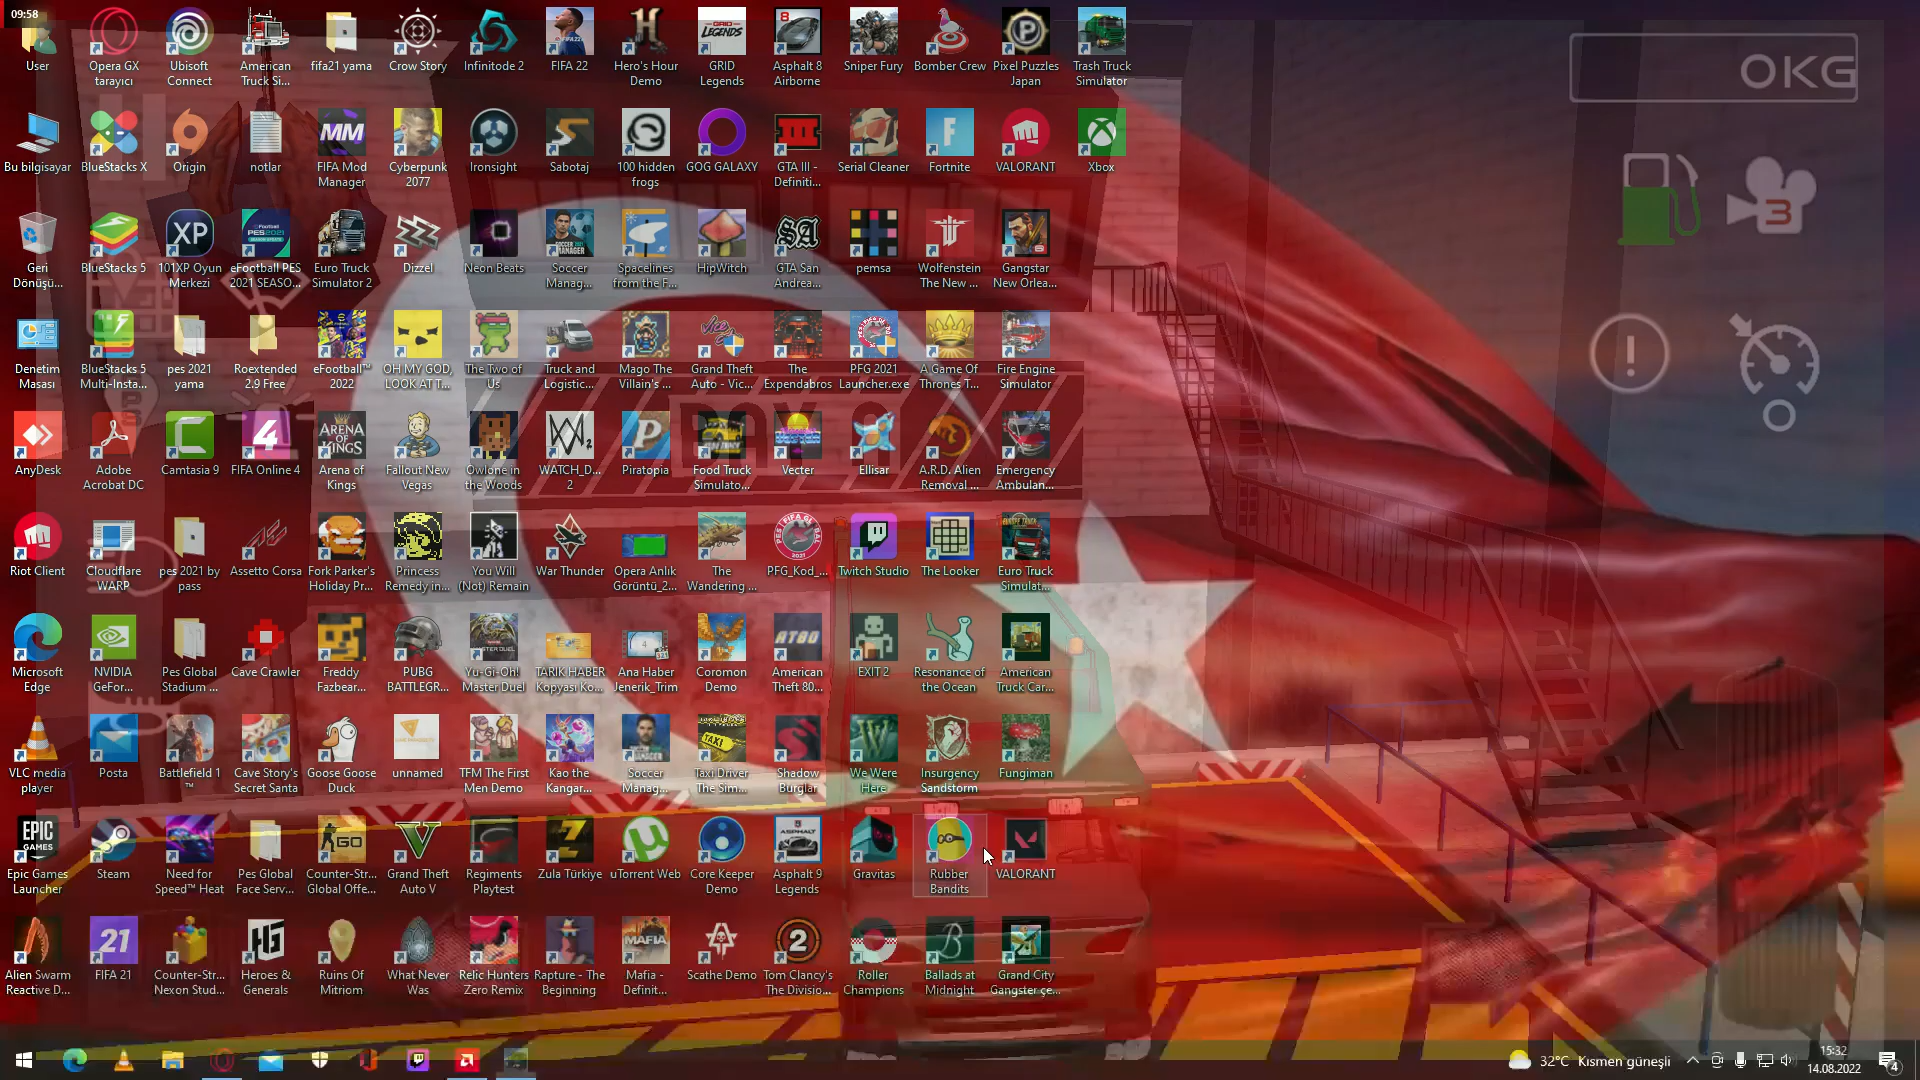 09:58
User
Opera GX
tarayıcı
Ubisoft
Connect
American
Truck Si...
fifa21 yama
Crow Story
Infinitode 2
FIFA 22
Hero's Hour
Demo
GRID
Legends
Asphalt 8
Airborne
Sniper Fury
Bomber Crew
Pixel Puzzles
Japan
Trash Truck
Simulator
0KG
Bu bilgisayar
BlueStacks X
Origin
notlar
FIFA Mod
Manager
Cyberpunk
2077
Ironsight
Sabotaj
100 hidden
frogs
GOG GALAXY
GTA III -
Definiti...
Serial Cleaner
Fortnite
VALORANT
Xbox
3
Geri
Dönüşü...
BlueStacks 5
101XP Oyun
Merkezi
eFootball PES
2021 SEASO...
Euro Truck
Simulator 2
Dizzel
Neon Beats
Soccer
Manag...
Spacelines
from the F...
HipWitch
GTA San
Andrea...
pemsa
Wolfenstein
The New ...
Gangstar
New Orlea...
Denetim
Masası
BlueStacks 5
Multi-Insta...
pes 2021
yama
Roextended
2.9 Free
eFootball™
2022
OH MY GOD,
LOOK AT T...
The Two of
Us
Truck and
Logistic...
Mago The
Villain's ...
Grand Theft
Auto - Vic...
The
Expendabros
PFG 2021
Launcher.exe
A Game Of
Thrones T...
Fire Engine
Simulator
AnyDesk
Adobe
Acrobat DC
Camtasia 9
FIFA Online 4
Arena of
Kings
Fallout New
Vegas
Owlone in
the Woods
WATCH_D...
2
Piratopia
Food Truck
Simulato...
Vecter
Ellisar
A.R.D. Alien
Removal ...
Emergency
Ambulan...
Riot Client
Cloudflare
WARP
pes 2021 by
pass
Assetto Corsa
Fork Parker's
Holiday Pr...
Princess
Remedy in...
You Will
(Not) Remain
War Thunder
Opera Anlık
Görüntü_2...
The
Wandering ...
PFG_Kod_...
Twitch Studio
The Looker
Euro Truck
Simulat...
Microsoft
Edge
NVIDIA
GeFor...
Pes Global
Stadium ...
Cave Crawler
Freddy
Fazbear...
PUBG
BATTLEGR...
Yu-Gi-Oh!
Master Duel
TARIK HABER
Kopyası Ko...
Ana Haber
Jenerik_Trim
Coromon
Demo
American
Theft 80...
EXIT 2
Resonance of
the Ocean
American
Truck Car...
VLC media
player
Posta
Battlefield 1
™
Cave Story's
Secret Santa
Goose Goose
Duck
unnamed
TFM The First
Men Demo
Kao the
Kangar...
Soccer
Manag...
Taxi Driver
The Sim...
Shadow
Burglar
We Were
Here
Insurgency
Sandstorm
Fungiman
Epic Games
Launcher
Steam
Need for
Speed™ Heat
Pes Global
Face Serv...
Counter-Str...
Global Offe...
Grand Theft
Auto V
Regiments
Playtest
Zula Türkiye
uTorrent Web
Core Keeper
Demo
Asphalt 9
Legends
Gravitas
Rubber
Bandits
VALORANT
Alien Swarm
Reactive D...
FIFA 21
Counter-Str...
Nexon Stud...
Heroes &
Generals
Ruins Of
Mitriom
What Never
Was
Relic Hunters
Zero Remix
Rapture - The
Beginning
Mafia -
Definit...
Scathe Demo
Tom Clancy's
The Divisio...
Roller
Champions
Ballads at
Midnight
Grand City
Gangster çe...
32°C Kısmen güneşli
15:32
14.08.2022
4